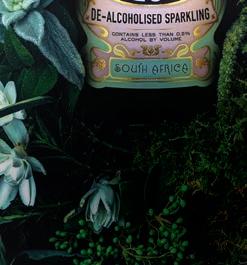 DE-ALCOHOLISED SPARKLING
CONTAINS LESS THAN 0.5%
ALCOHOL BY VOLUME
SOUTH AFRICA